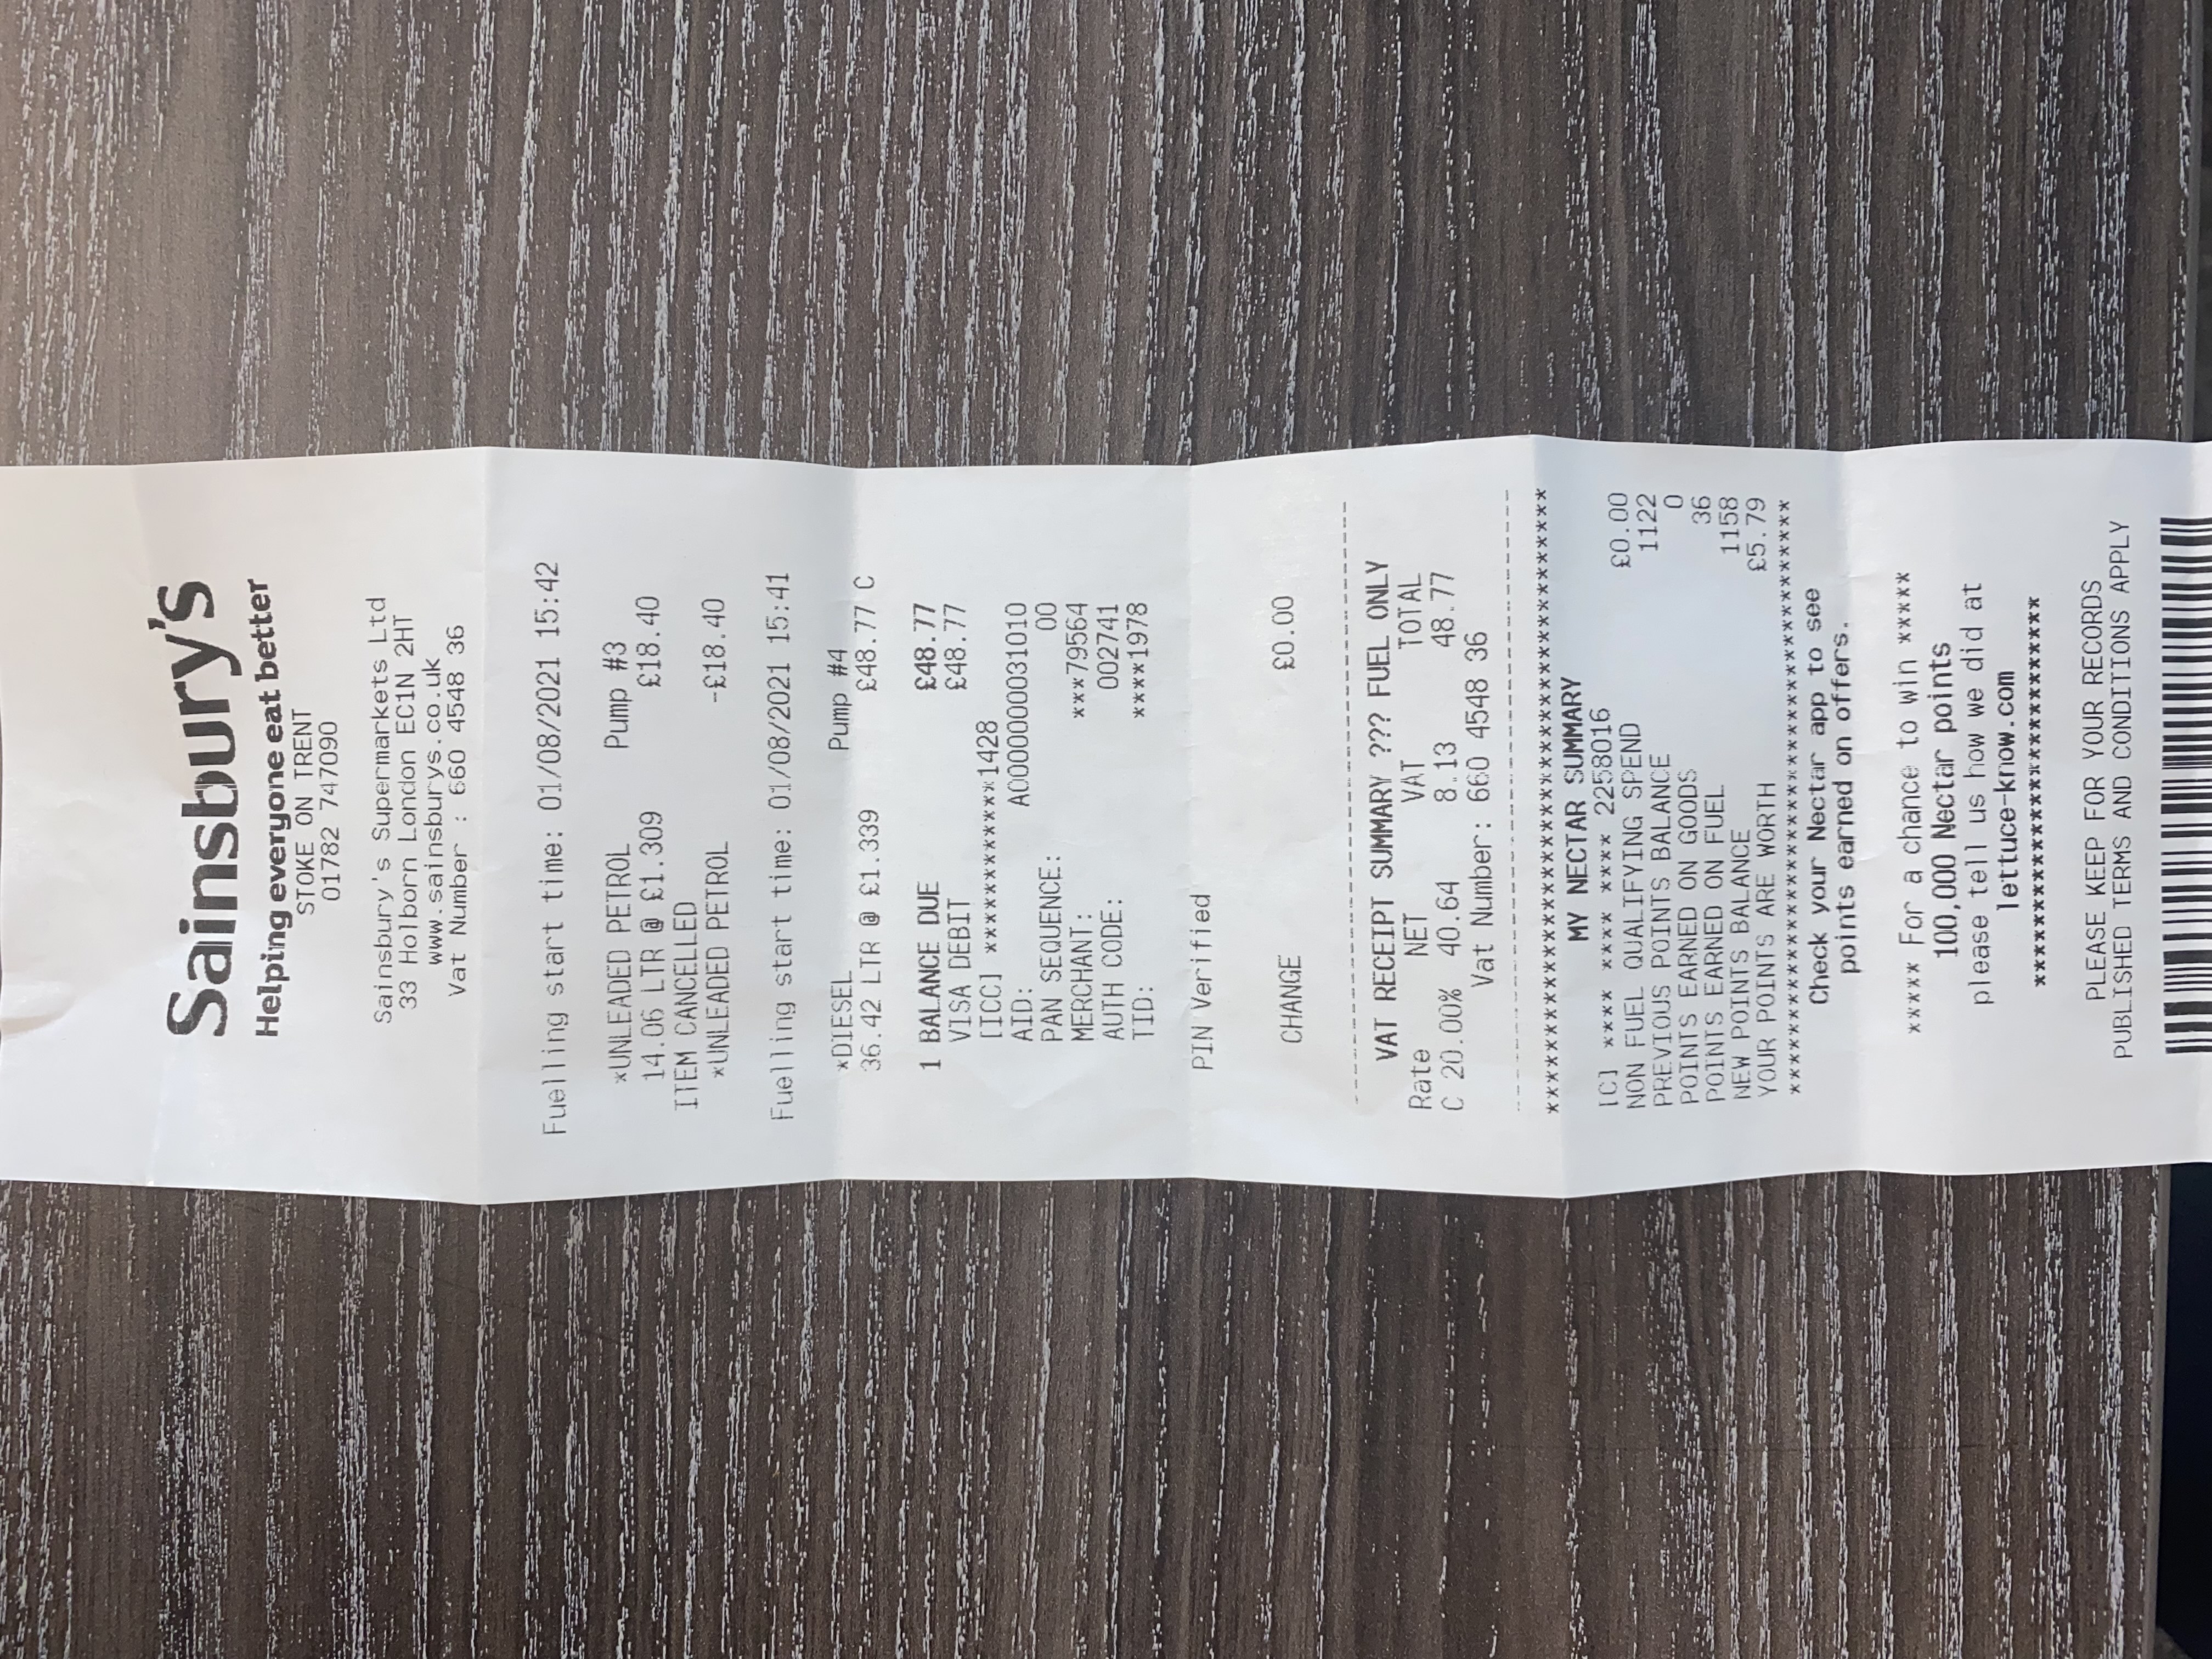 Sainsbury's
Helping everyone eat better
STOKE ON TRENT
01782 747090
Sainsbury's Supermarkets Ltd
33 Holborn London EC1N 2HT
www.sainsburys.co.uk
Vat Number : 660 4548 36
Fuelling start time: 01/08/2021 15:42
*UNLEADED PETROL Pump #3
14.06 LTR @ £1.309 £18.40
ITEM CANCELLED
*UNLEADED PETROL -£18.40
Fuelling start time: 01/08/2021 15:41
*DIESEL Pump #4
36.42 LTR @ £1.339 £48.77 C
1 BALANCE DUE £48.77
VISA DEBIT £48.77
[ICC] ************1428
AID: A0000000031010
PAN SEQUENCE: 00
MERCHANT: ***79564
AUTH CODE: 002741
TID: ****1978
PIN Verified
CHANGE £0.00
----------------------------------------
VAT RECEIPT SUMMARY ??? FUEL ONLY
Rate NET VAT TOTAL
C 20.00% 40.64 8.13 48.77
Vat Number: 660 4548 36
----------------------------------------
****************************************
MY NECTAR SUMMARY
[C] **** **** **** 2258016
NON FUEL QUALIFYING SPEND £0.00
PREVIOUS POINTS BALANCE 1122
POINTS EARNED ON GOODS 0
POINTS EARNED ON FUEL 36
NEW POINTS BALANCE 1158
YOUR POINTS ARE WORTH £5.79
****************************************
Check your Nectar app to see
points earned on offers.
***** For a chance to win *****
100,000 Nectar points
please tell us how we did at
lettuce-know.com
**************************
PLEASE KEEP FOR YOUR RECORDS
PUBLISHED TERMS AND CONDITIONS APPLY